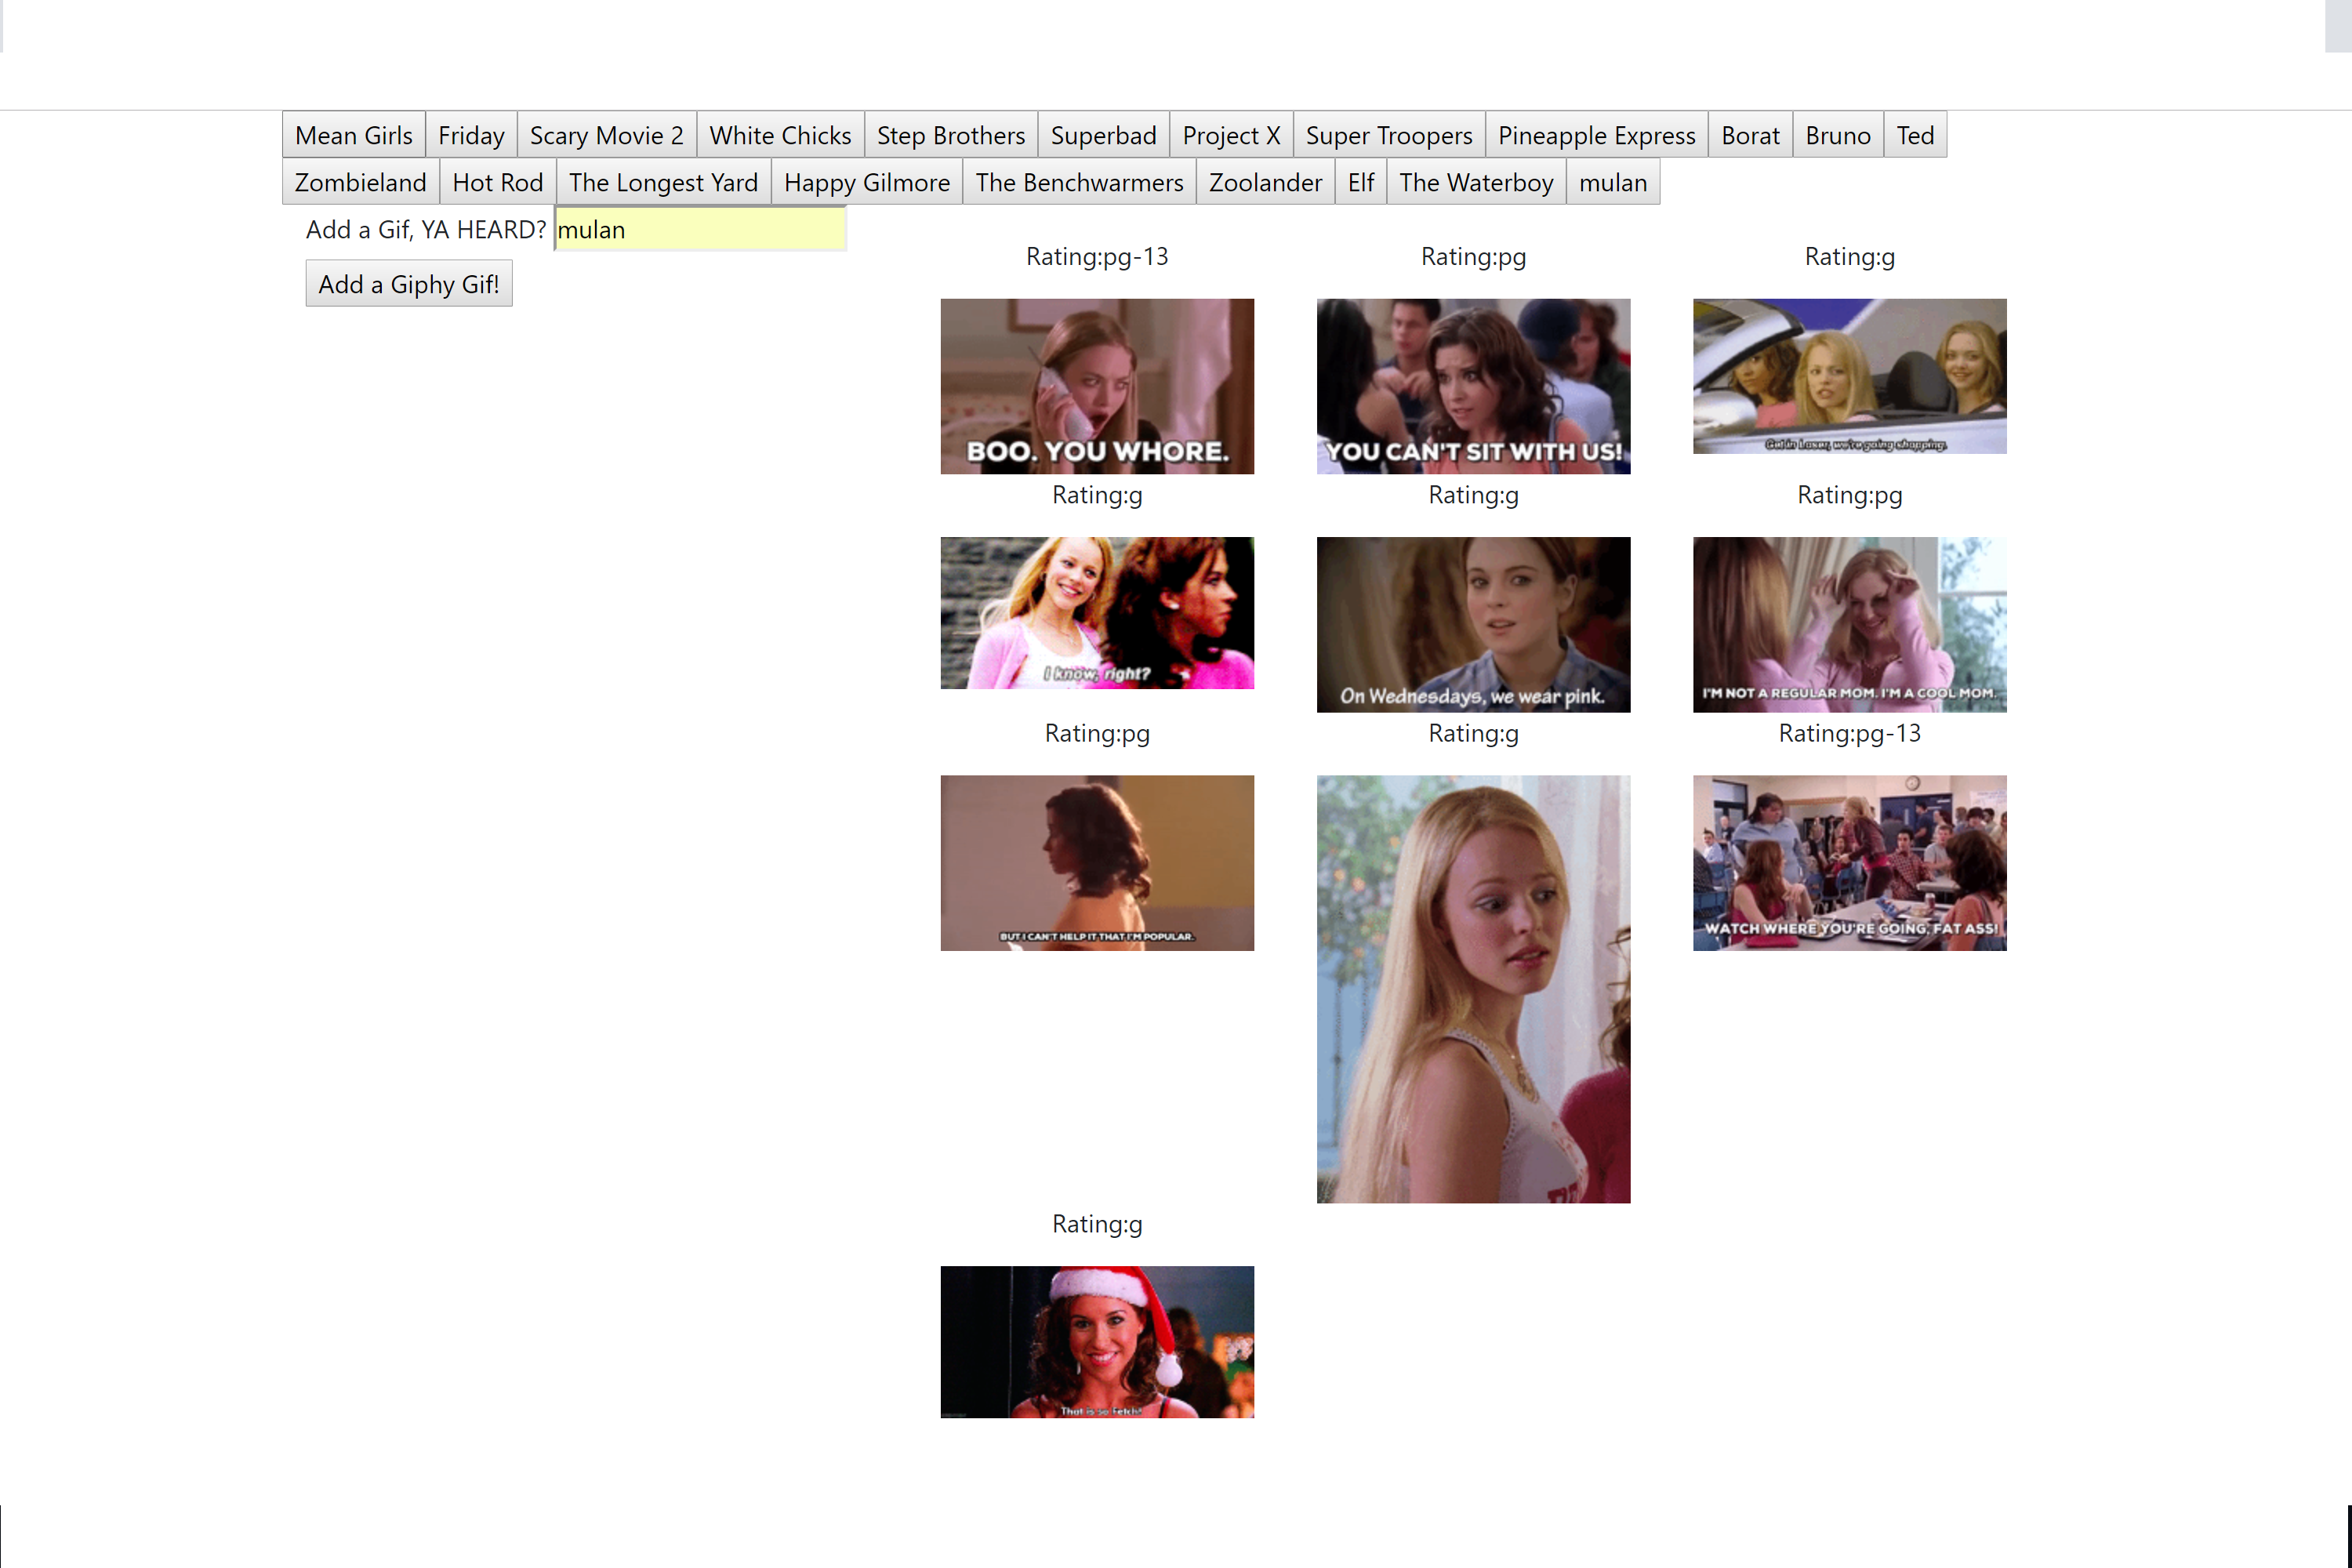 Mean Girls Friday Scary Movie 2 White Chicks Step Brothers Superbad Project X Super Troopers Pineapple Express Borat Bruno Ted
Zombieland Hot Rod The Longest Yard Happy Gilmore The Benchwarmers Zoolander Elf The Waterboy mulan
Add a Gif, YA HEARD? mulan
Add a Giphy Gif!
Rating:pg-13 Rating:pg Rating:g
BOO. YOU WHORE. YOU CAN'T SIT WITH US! Get in loser, we're going shopping.
Rating:g Rating:g Rating:pg
I know, right? On Wednesdays, we wear pink. I'M NOT A REGULAR MOM. I'M A COOL MOM.
Rating:pg Rating:g Rating:pg-13
BUT I CAN'T HELP IT THAT I'M POPULAR. WATCH WHERE YOU'RE GOING, FAT ASS!
Rating:g
That is so fetch!